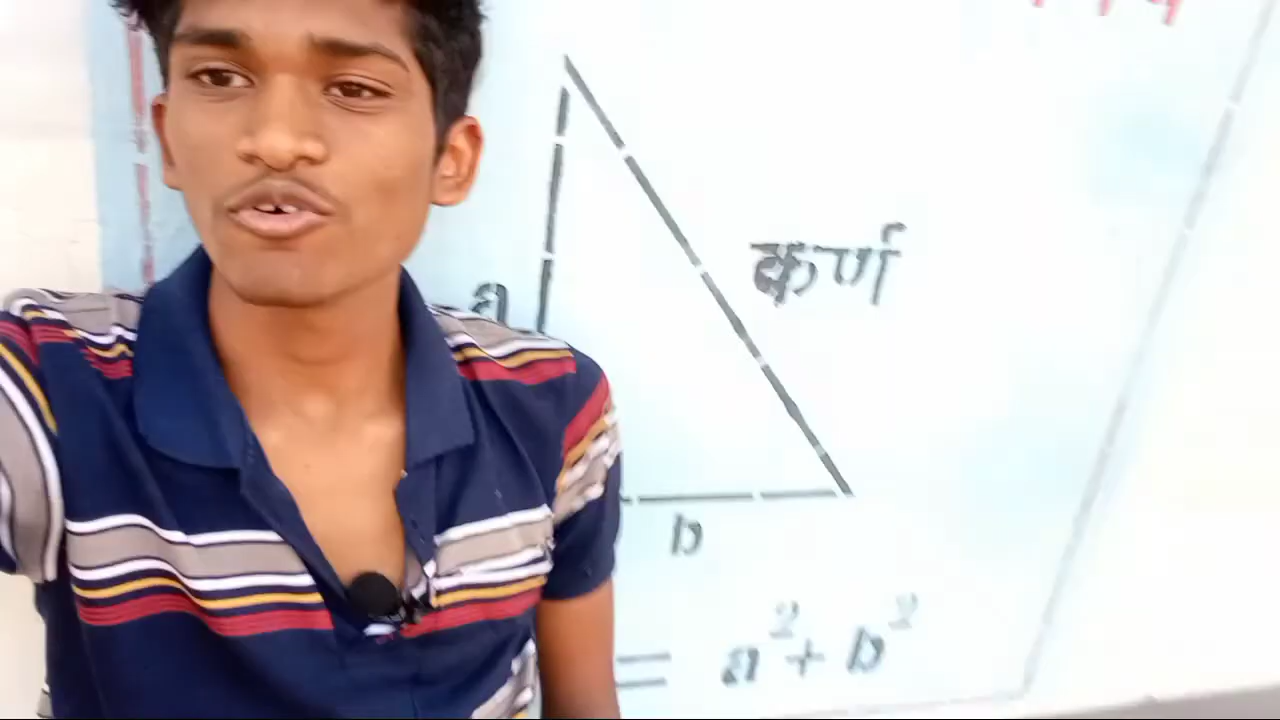 a
कर्ण
b
= a² + b²